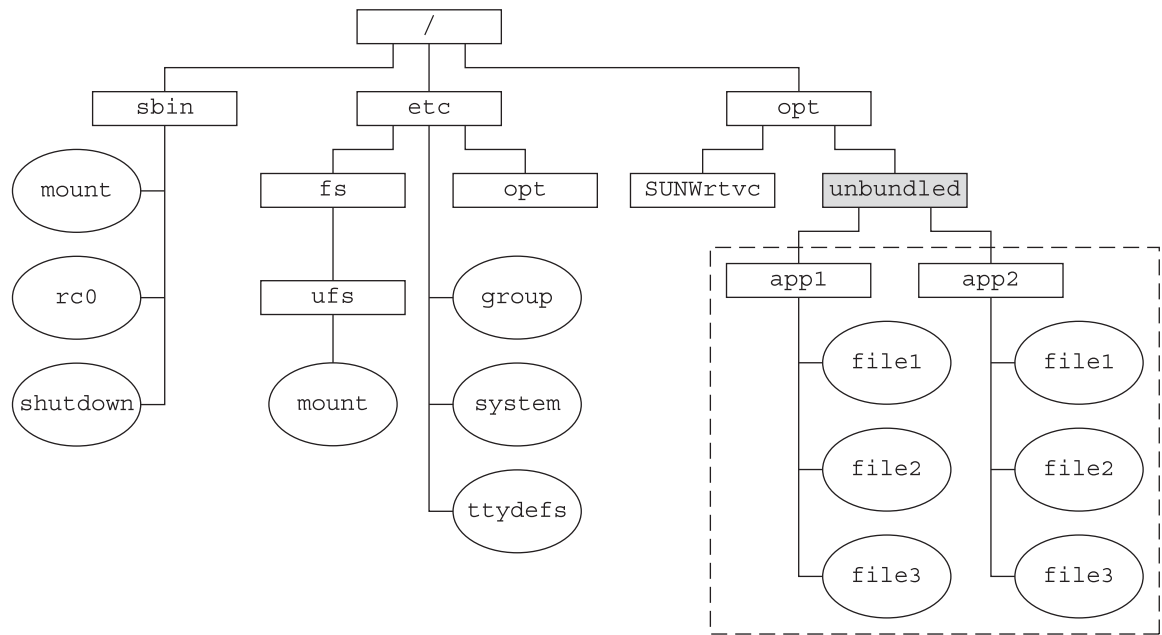 /
sbin
etc
opt
mount
fs
opt
SUNWrtvc
unbundled
rc0
ufs
group
app1
app2
shutdown
mount
system
file1
file1
ttydefs
file2
file2
file3
file3